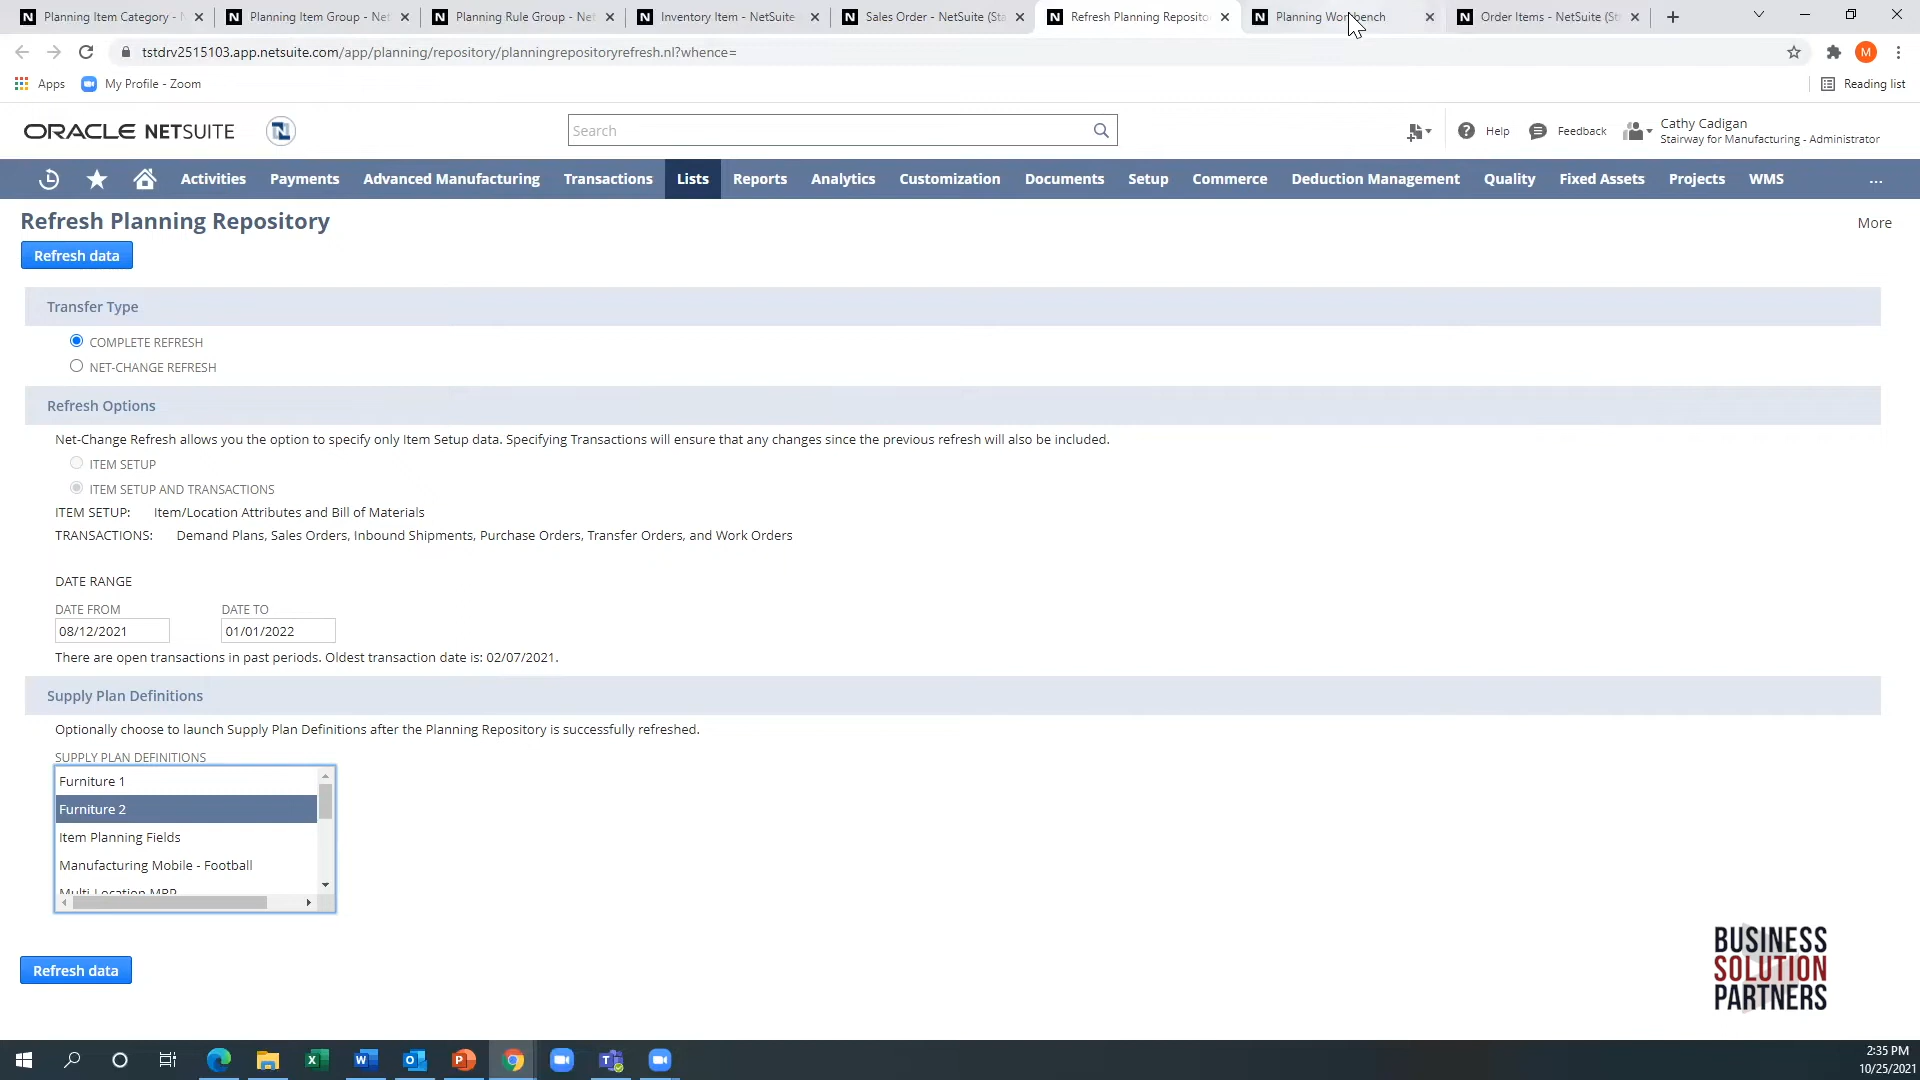 Planning Item Category - N
Planning Item Group - Net
Planning Rule Group - Net
Inventory Item - NetSuite
Sales Order - NetSuite (Sta
Refresh Planning Reposito
Planning Workbench
Order Items - NetSuite (St
tstdrv2515103.app.netsuite.com/app/planning/repository/planningrepositoryrefresh.nl?whence=
M
Apps
My Profile - Zoom
Reading list
ORACLE NETSUITE
Search
Help
Feedback
Cathy Cadigan
Stairway for Manufacturing - Administrator
Activities
Payments
Advanced Manufacturing
Transactions
Lists
Reports
Analytics
Customization
Documents
Setup
Commerce
Deduction Management
Quality
Fixed Assets
Projects
WMS
...
Refresh Planning Repository
More
Refresh data
Transfer Type
COMPLETE REFRESH
NET-CHANGE REFRESH
Refresh Options
Net-Change Refresh allows you the option to specify only Item Setup data. Specifying Transactions will ensure that any changes since the previous refresh will also be included.
ITEM SETUP
ITEM SETUP AND TRANSACTIONS
ITEM SETUP: Item/Location Attributes and Bill of Materials
TRANSACTIONS: Demand Plans, Sales Orders, Inbound Shipments, Purchase Orders, Transfer Orders, and Work Orders
DATE RANGE
DATE FROM
DATE TO
08/12/2021
01/01/2022
There are open transactions in past periods. Oldest transaction date is: 02/07/2021.
Supply Plan Definitions
Optionally choose to launch Supply Plan Definitions after the Planning Repository is successfully refreshed.
SUPPLY PLAN DEFINITIONS
Furniture 1
Furniture 2
Item Planning Fields
Manufacturing Mobile - Football
Multi-Location MRP
Refresh data
BUSINESS
SOLUTION
PARTNERS
2:35 PM
10/25/2021